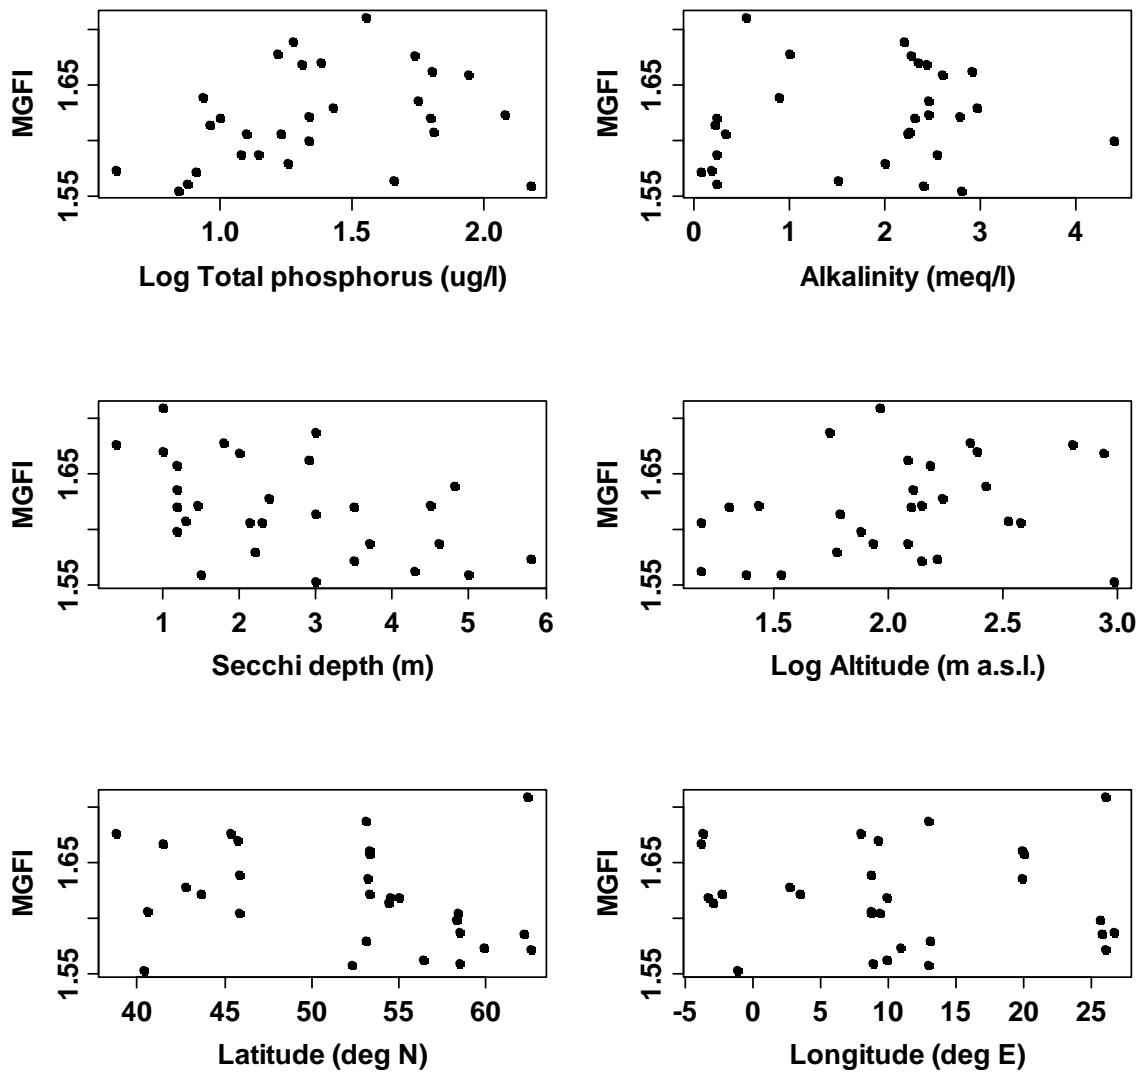 MGFI
1.55 1.65
1.0 1.5 2.0
Log Total phosphorus (ug/l)
MGFI
1.55 1.65
0 1 2 3 4
Alkalinity (meq/l)
MGFI
1.55 1.65
1 2 3 4 5 6
Secchi depth (m)
MGFI
1.55 1.65
1.5 2.0 2.5 3.0
Log Altitude (m a.s.l.)
MGFI
1.55 1.65
40 45 50 55 60
Latitude (deg N)
MGFI
1.55 1.65
-5 0 5 10 15 20 25
Longitude (deg E)